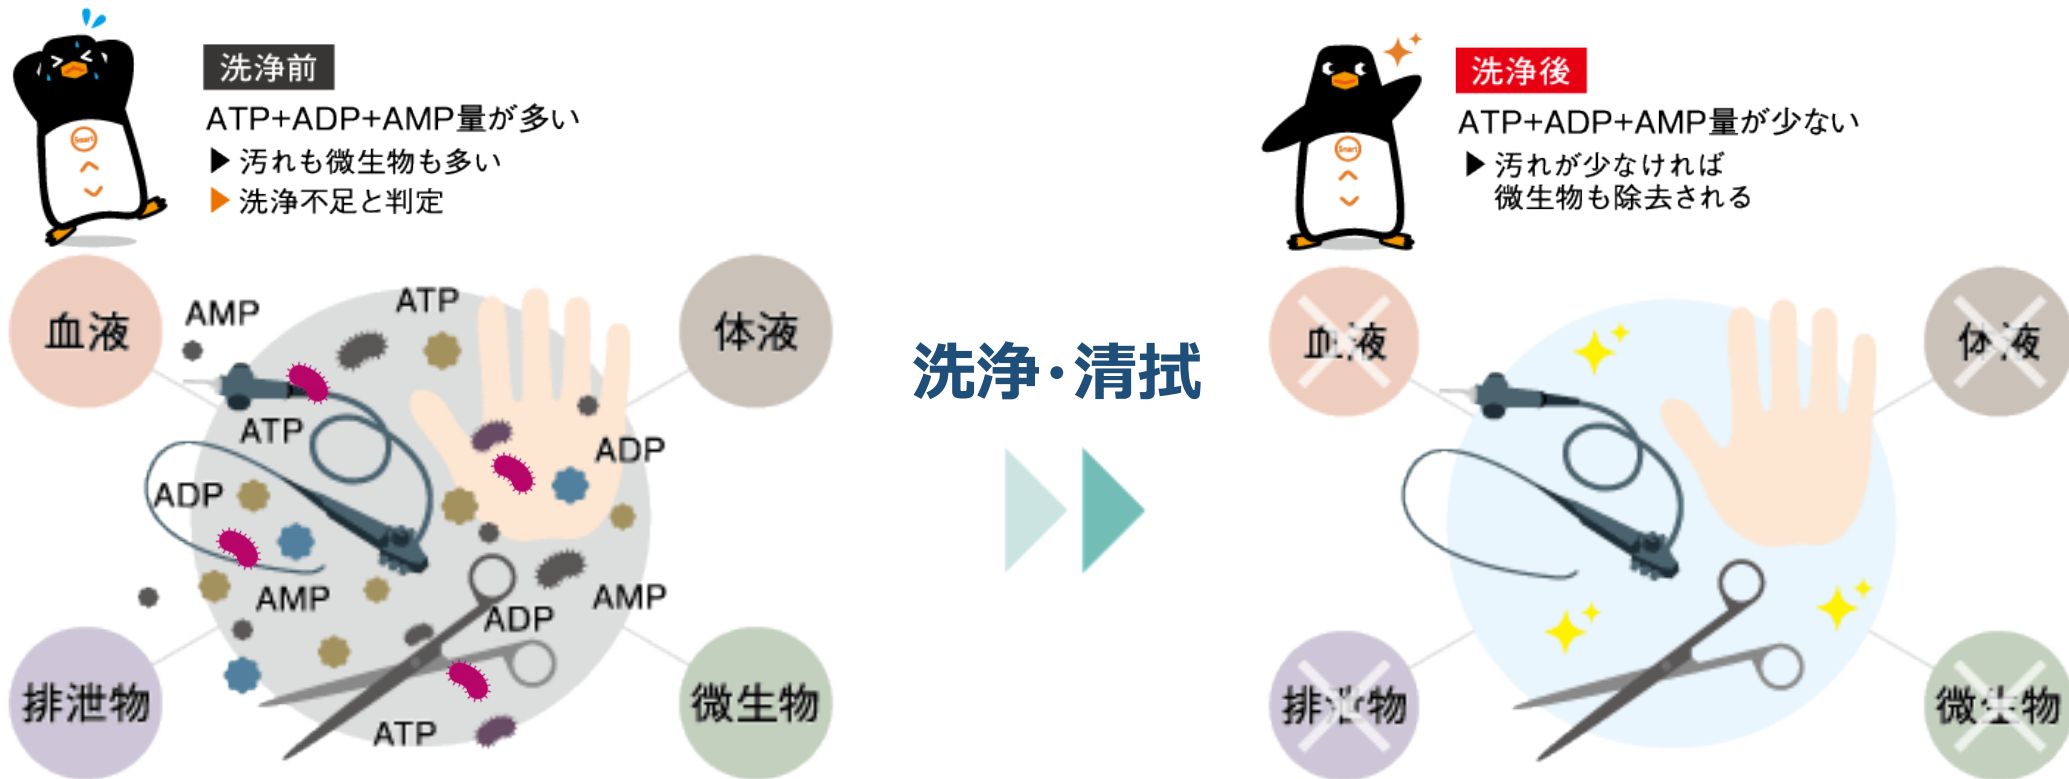 洗浄前
ATP+ADP+AMP量が多い
▶ 汚れも微生物も多い
▶ 洗浄不足と判定
Smart
血液
体液
AMP
ATP
ATP
ADP
ADP
AMP
AMP
ADP
ATP
排泄物
微生物
洗浄・清拭
洗浄後
ATP+ADP+AMP量が少ない
▶ 汚れが少なければ
微生物も除去される
Smart
血液
体液
排泄物
微生物